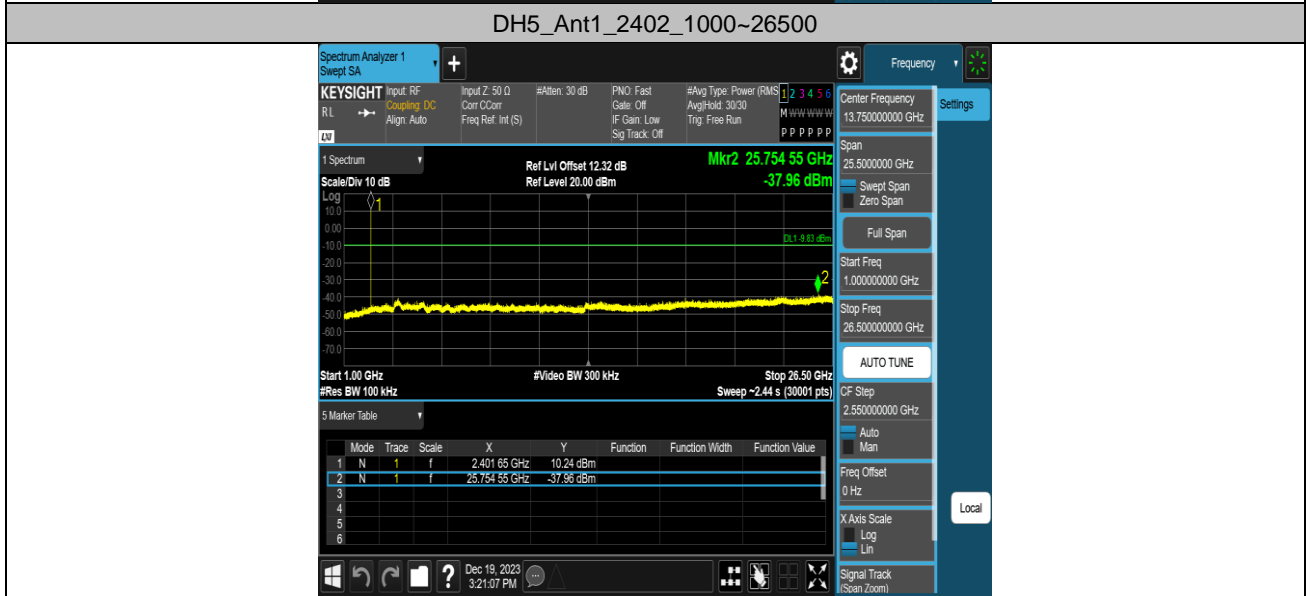 DH5_Ant1_2402_1000~26500
Spectrum Analyzer 1
Swept SA
Frequency
KEYSIGHT
RL
LXI
Input: RF
Coupling: DC
Align: Auto
Input Z: 50 Ω
Corr CCorr
Freq Ref: Int (S)
#Atten: 30 dB
PNO: Fast
Gate: Off
IF Gain: Low
Sig Track: Off
#Avg Type: Power (RMS
Avg|Hold: 30/30
Trig: Free Run
1 2 3 4 5 6
M W W W W W
P P P P P P
Center Frequency
13.750000000 GHz
Settings
1 Spectrum
Scale/Div 10 dB
Ref Lvl Offset 12.32 dB
Ref Level 20.00 dBm
Mkr2 25.754 55 GHz
-37.96 dBm
Log
10.0
0.00
-10.0
-20.0
-30.0
-40.0
-50.0
-60.0
-70.0
1
DL1 -9.83 dBm
2
Start 1.00 GHz
#Res BW 100 kHz
#Video BW 300 kHz
Stop 26.50 GHz
Sweep ~2.44 s (30001 pts)
Span
25.5000000 GHz
Swept Span
Zero Span
Full Span
Start Freq
1.000000000 GHz
Stop Freq
26.500000000 GHz
AUTO TUNE
CF Step
2.550000000 GHz
Auto
Man
Freq Offset
0 Hz
X Axis Scale
Log
Lin
Signal Track
(Span Zoom)
Local
5 Marker Table
Mode Trace Scale X Y Function Function Width Function Value
1 N 1 f 2.401 65 GHz 10.24 dBm
2 N 1 f 25.754 55 GHz -37.96 dBm
3
4
5
6
?
Dec 19, 2023
3:21:07 PM